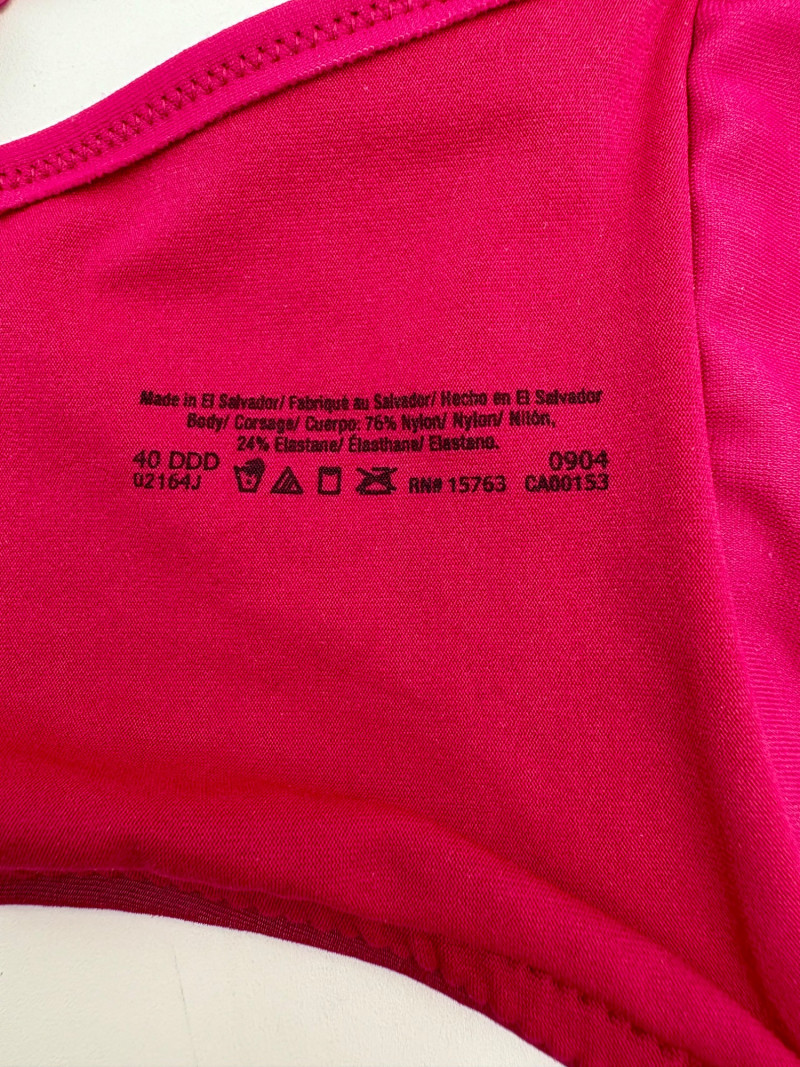 Made in El Salvador/ Fabriqué au Salvador/ Hecho en El Salvador
Body/ Corsage/ Cuerpo: 76% Nylon/ Nylon/ Nilón,
24% Elastane/ Élasthane/ Elastano.
40 DDD 0904
02164J RN# 15763 CA00153